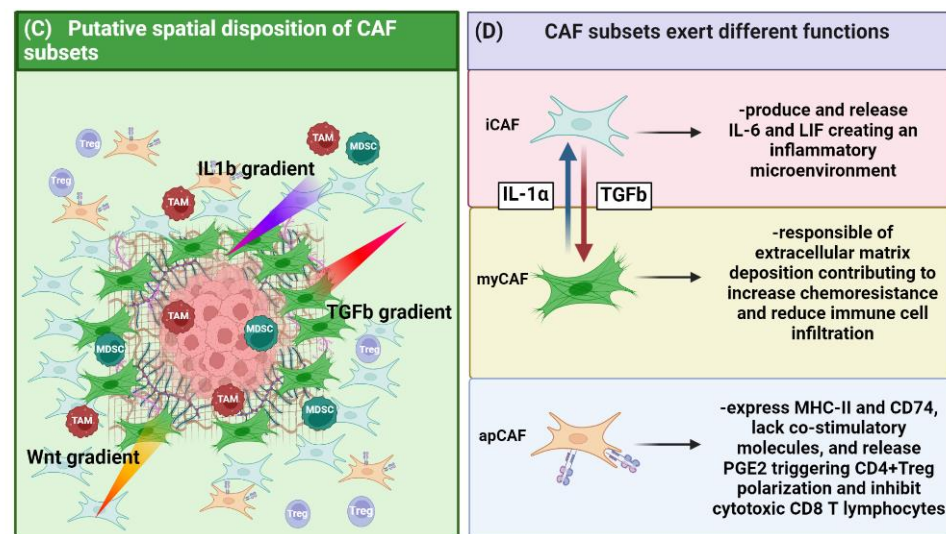 (C) Putative spatial disposition of CAF
subsets
Treg
TAM
MDSC
IL1b gradient
Treg
TAM
TGFb gradient
TAM
MDSC
MDSC
Treg
TAM
TAM
MDSC
Wnt gradient
Treg
Treg
(D) CAF subsets exert different functions
iCAF
-produce and release
IL-6 and LIF creating an
inflammatory
microenvironment
IL-1α
TGFb
myCAF
-responsible of
extracellular matrix
deposition contributing to
increase chemoresistance
and reduce immune cell
infiltration
apCAF
-express MHC-II and CD74,
lack co-stimulatory
molecules, and release
PGE2 triggering CD4+Treg
polarization and inhibit
cytotoxic CD8 T lymphocytes